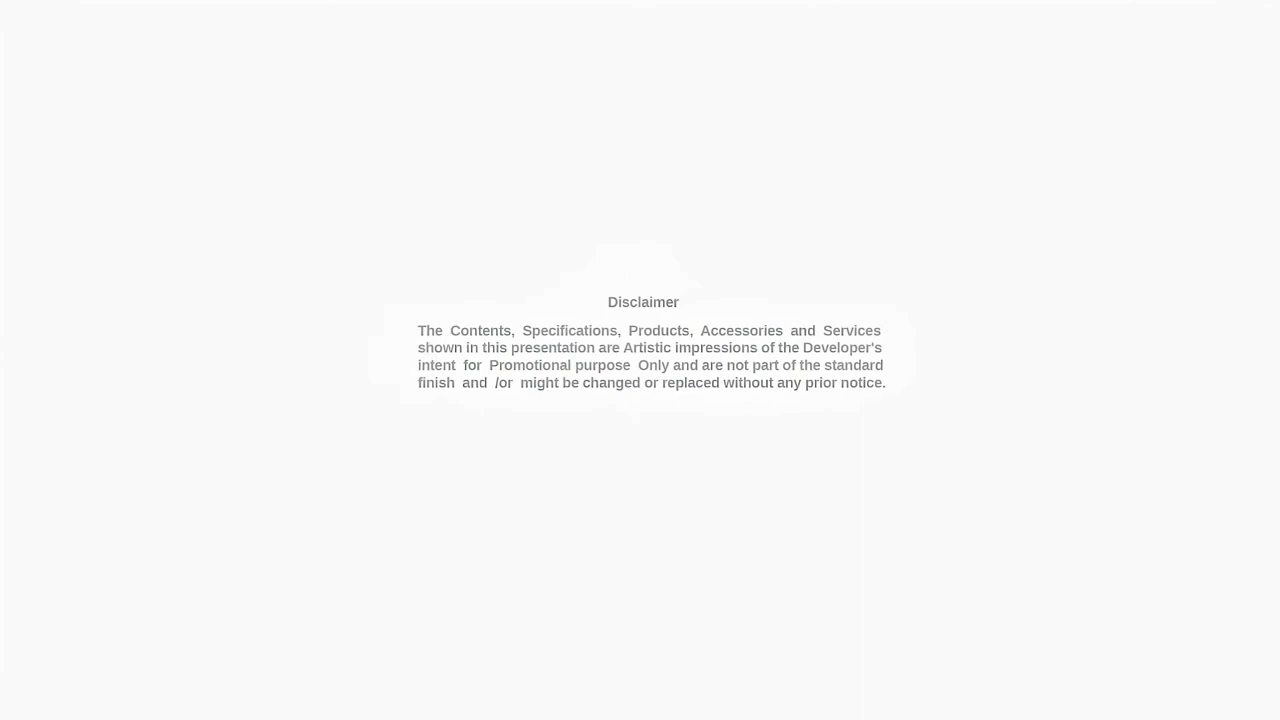 Disclaimer
The Contents, Specifications, Products, Accessories and Services
shown in this presentation are Artistic impressions of the Developer's
intent for Promotional purpose Only and are not part of the standard
finish and /or might be changed or replaced without any prior notice.